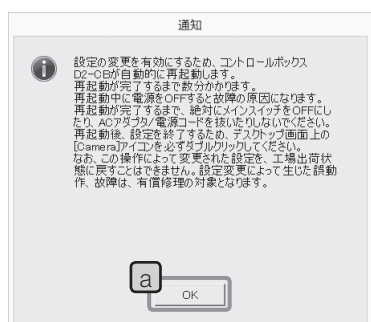 通知
設定の変更を有効にするため、コントロールボックス
D2-CBが自動的に再起動します。
再起動が完了するまで数分かかります。
再起動中に電源をOFFすると故障の原因になります。
再起動が完了するまで、絶対にメインスイッチをOFFにし
たり、ACアダプタ/電源コードを抜いたりしないでください。
再起動後、設定を終了するため、デスクトップ画面上の
[Camera]アイコンを必ずダブルクリックしてください。
なお、この操作によって変更された設定を、工場出荷状
態に戻すことはできません。設定変更によって生じた誤動
作、故障は、有償修理の対象となります。
a
OK